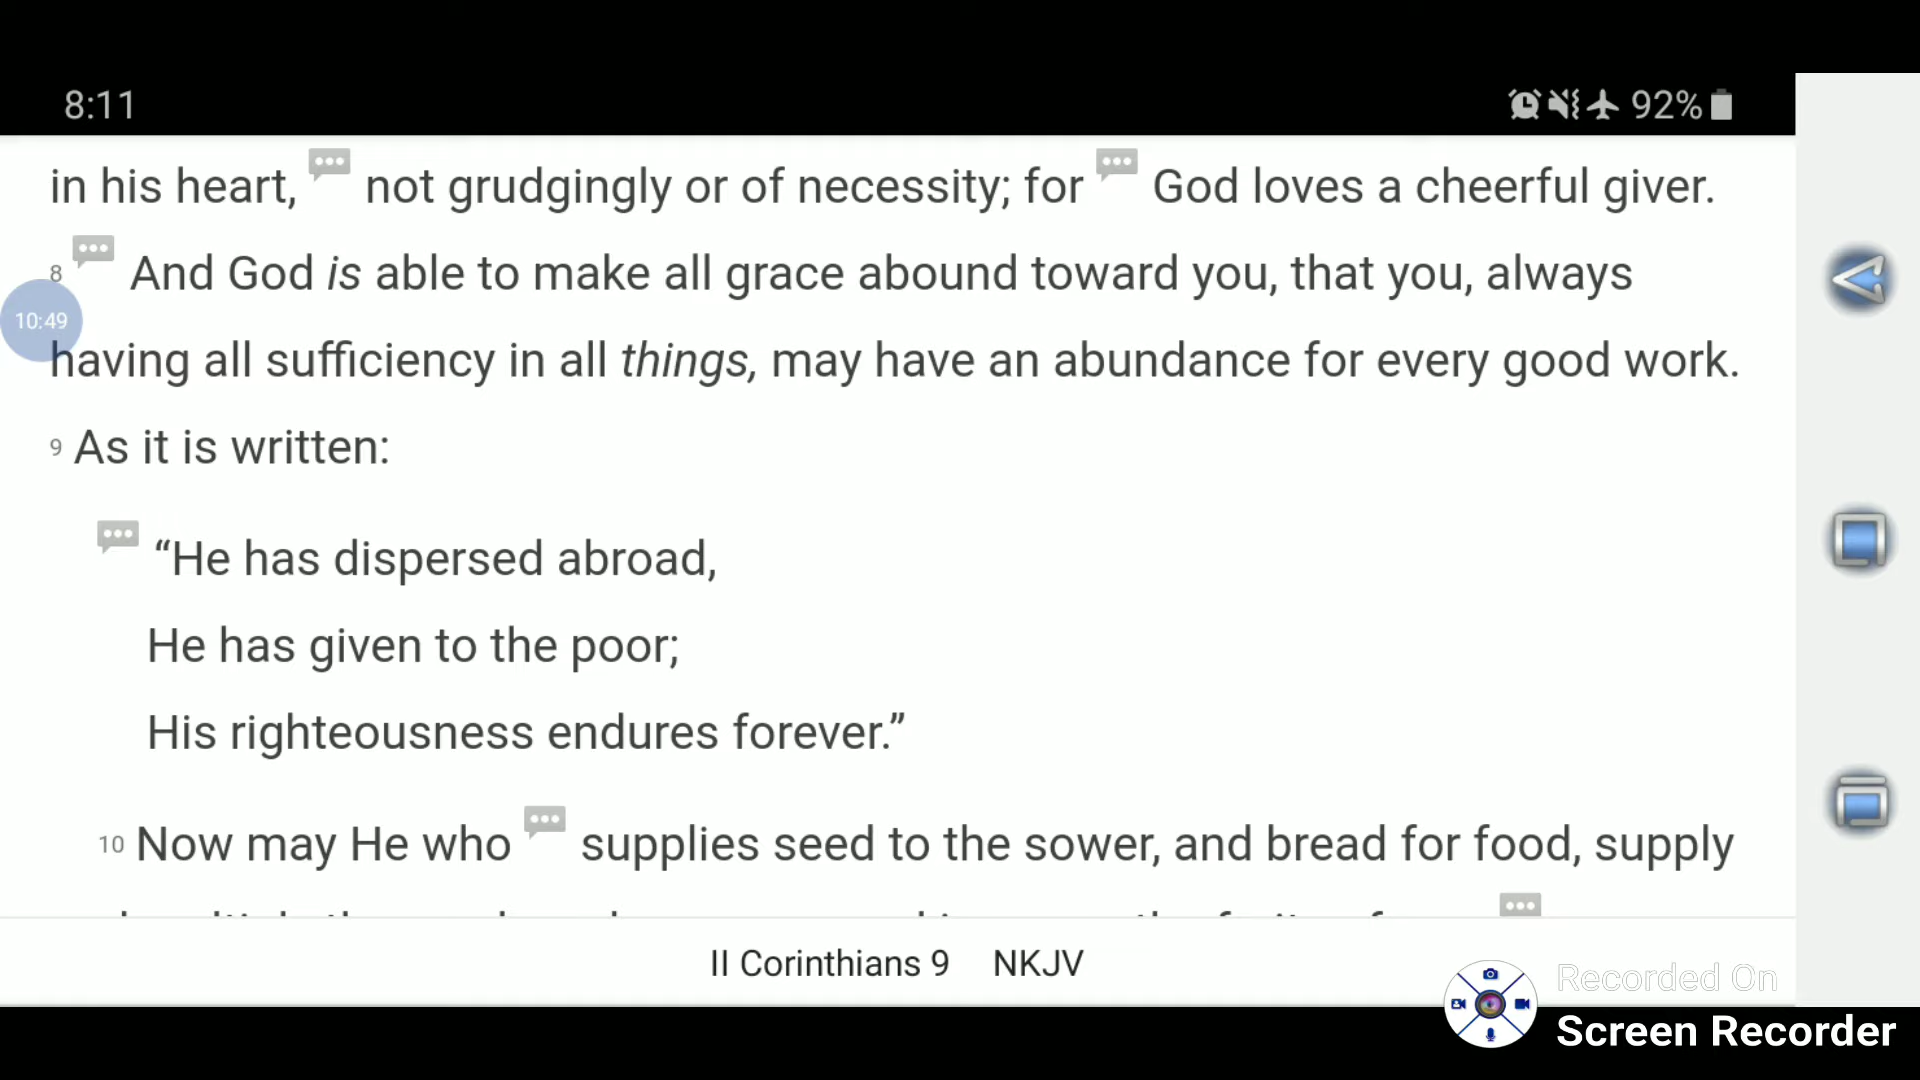 8:11
92%
in his heart, not grudgingly or of necessity; for God loves a cheerful giver.
8 And God is able to make all grace abound toward you, that you, always
10:49
having all sufficiency in all things, may have an abundance for every good work.
9 As it is written:
“He has dispersed abroad,
He has given to the poor;
His righteousness endures forever.”
10 Now may He who supplies seed to the sower, and bread for food, supply
II Corinthians 9 NKJV
Recorded On
Screen Recorder